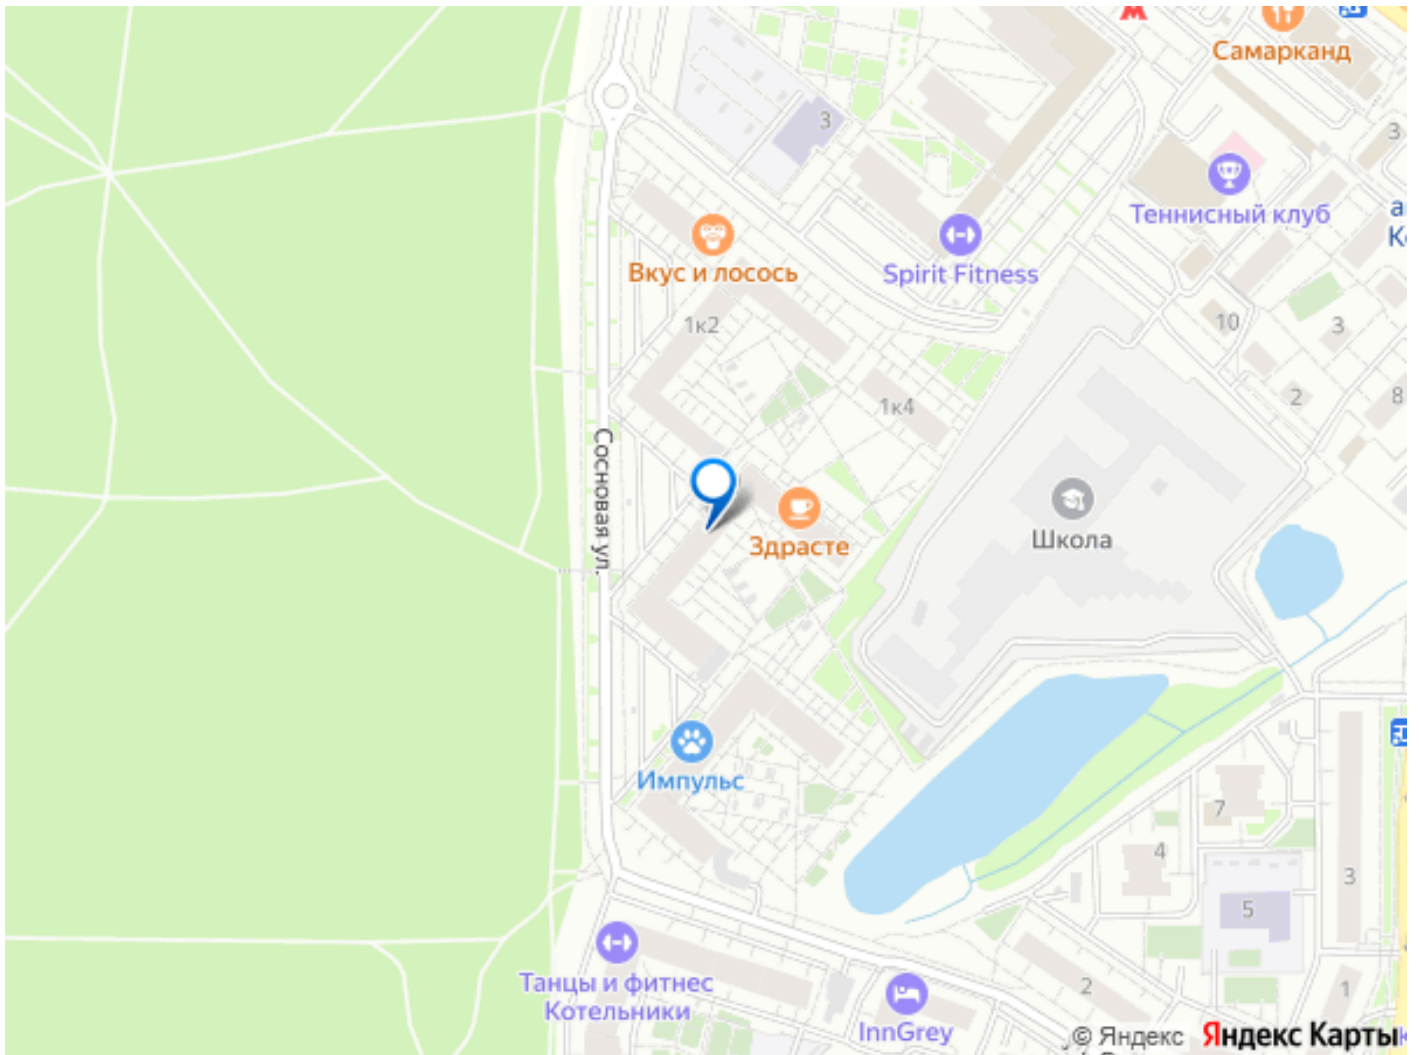 Самарканд
3
3
Теннисный клуб
Вкус и лосось
Spirit Fitness
1к2
10
3
1к4
2
8
Сосновая ул.
Здрасте
Школа
Импульс
7
4
3
5
Танцы и фитнес
Котельники
2
1
InnGrey
© Яндекс Яндекс Карты